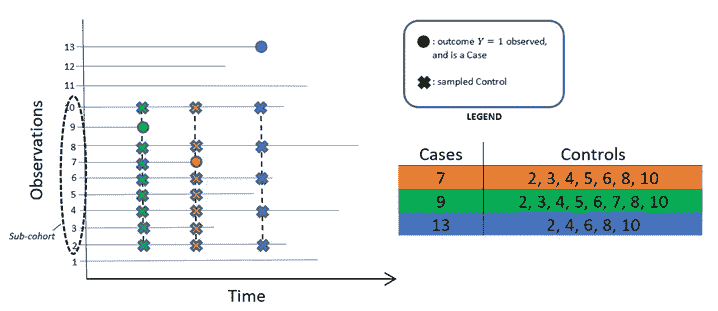 13
12
11
10
9
8
7
6
5
4
3
2
1
Observations
Sub-cohort
Time
: outcome Y = 1 observed,
and is a Case
: sampled Control
LEGEND
Cases Controls
7 2, 3, 4, 5, 6, 8, 10
9 2, 3, 4, 5, 6, 7, 8, 10
13 2, 4, 6, 8, 10